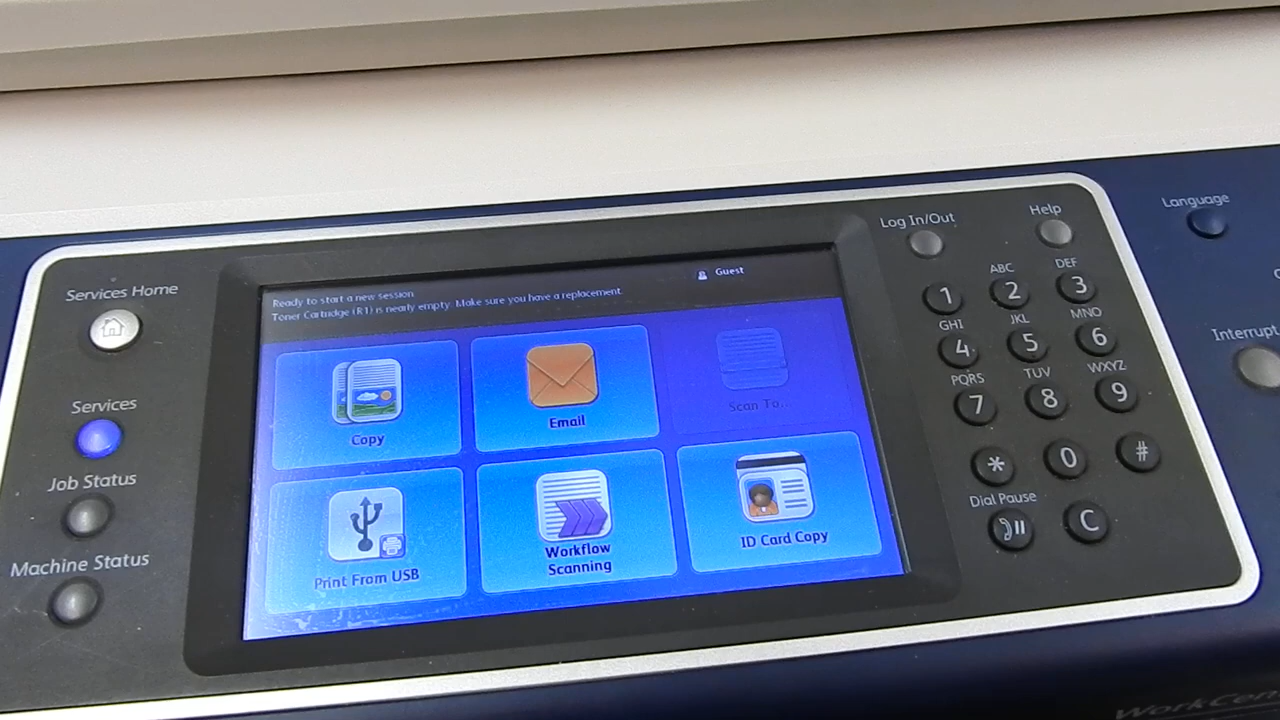 Language
Log In/Out
Help
Services Home
Guest
Ready to start a new session
Toner Cartridge (R1) is nearly empty. Make sure you have a replacement.
ABC
DEF
1
2
3
GHI
JKL
MNO
4
5
6
Interrupt
Copy
Email
Scan To...
PQRS
TUV
WXYZ
7
8
9
Services
Job Status
Machine Status
Print From USB
Workflow
Scanning
ID Card Copy
*
0
#
Dial Pause
C